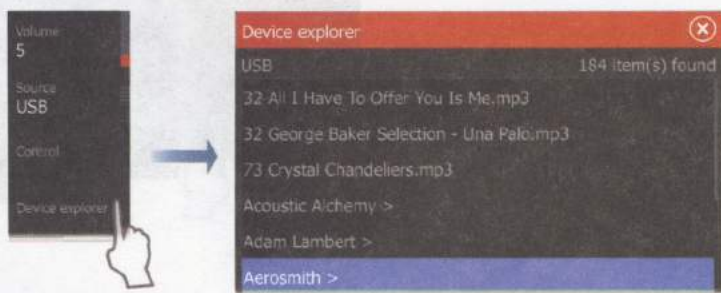 Volume
5
Source
USB
Control
Device explorer
Device explorer
USB 184 item(s) found
32 All I Have To Offer You Is Me.mp3
32 George Baker Selection - Una Palo.mp3
73 Crystal Chandeliers.mp3
Acoustic Alchemy >
Adam Lambert >
Aerosmith >